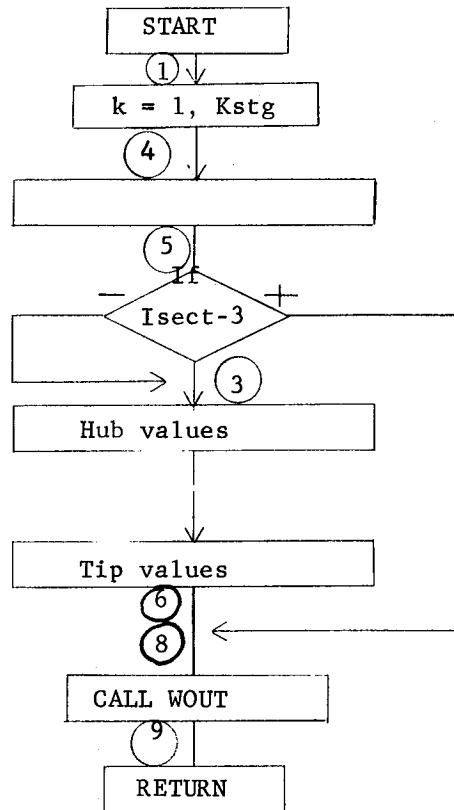 START
1
k = 1, Kstg
4
5
If
− +
Isect-3
3
Hub values
Tip values
6
8
CALL WOUT
9
RETURN